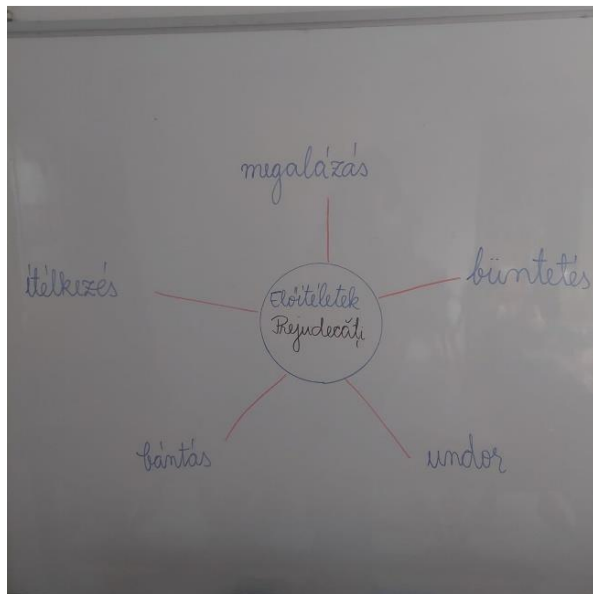 megalázás
ítélkezés
büntetés
Előítéletek
Prejudecăți
bántás
undor